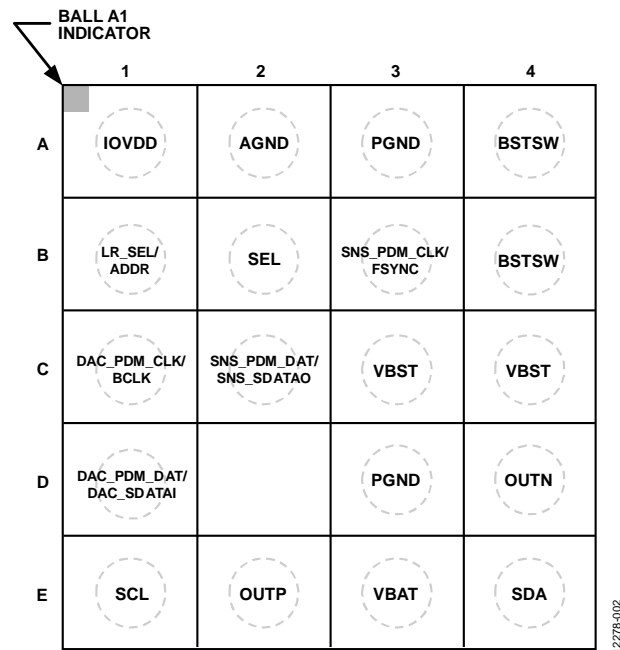 BALL A1
INDICATOR
1 2 3 4
A IOVDD AGND PGND BSTSW
B LR_SEL/
ADDR SEL SNS_PDM_CLK/
FSYNC BSTSW
C DAC_PDM_CLK/
BCLK SNS_PDM_DAT/
SNS_SDATAO VBST VBST
D DAC_PDM_DAT/
DAC_SDATAI PGND OUTN
E SCL OUTP VBAT SDA
2278-002